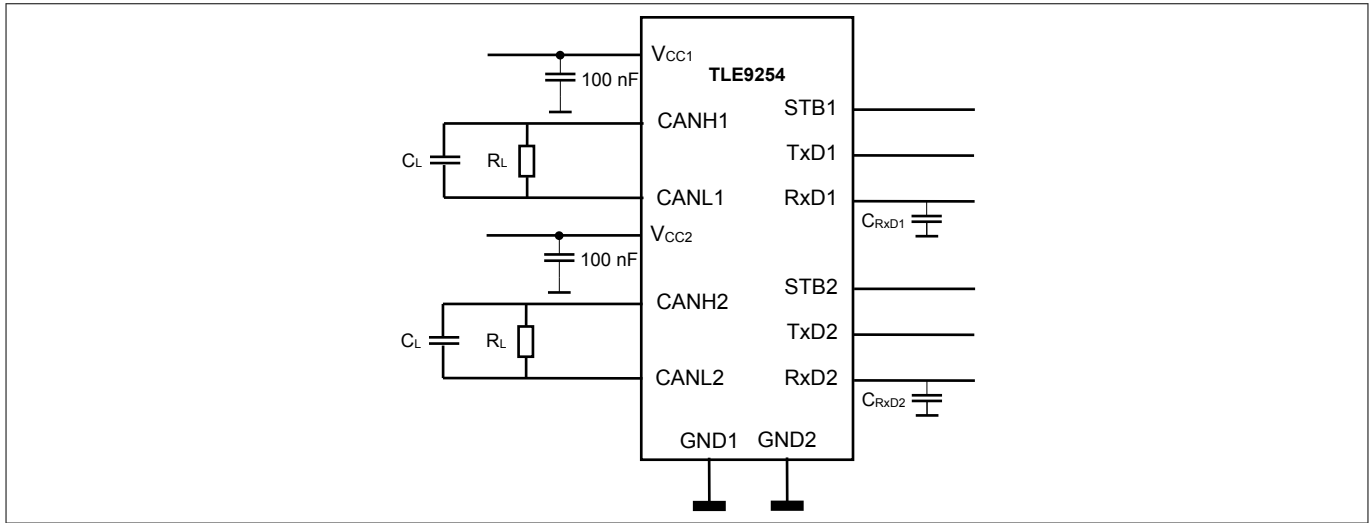 VCC1
TLE9254
100 nF
STB1
CANH1
TxD1
CL
RL
CANL1
RxD1
CRxD1
VCC2
100 nF
STB2
CANH2
TxD2
CL
RL
CANL2
RxD2
CRxD2
GND1
GND2